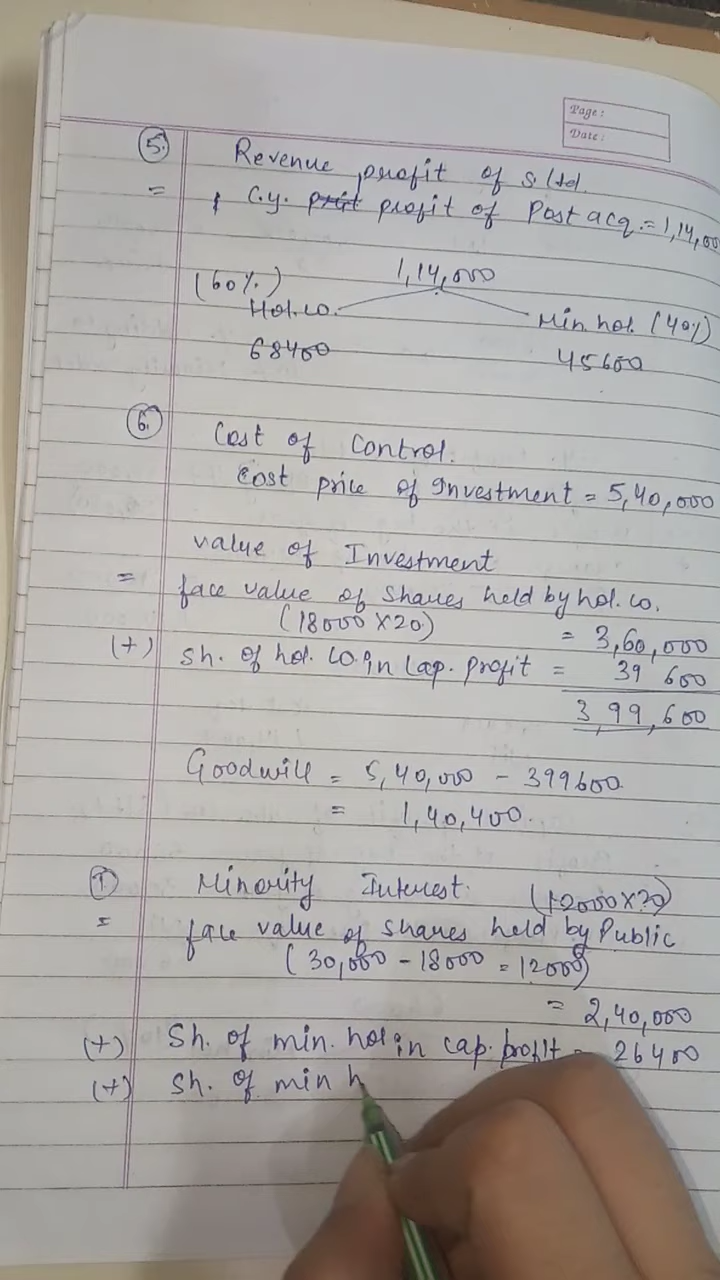 Page:
Date:
5. Revenue profit of S ltd.
= C.y. profit of Post acq. = 1,14,00
1,14,000
(60%)
Hol. co. Min. hol. (40%)
68400 45600
6. Cost of Control.
Cost price of Investment = 5,40,000
Value of Investment
= face value of shares held by hol. co.
(18000 X 20) = 3,60,000
(+) Sh. of hol. co. in cap. profit = 39 600
3,99,600
Goodwill = 5,40,000 - 399600.
= 1,40,400.
7. Minority Interest. (12000 X 20)
= face value of shares held by Public
(30,000 - 18000 = 12000)
= 2,40,000
(+) Sh. of min. hol in cap. profit = 26400
(+) Sh. of min h